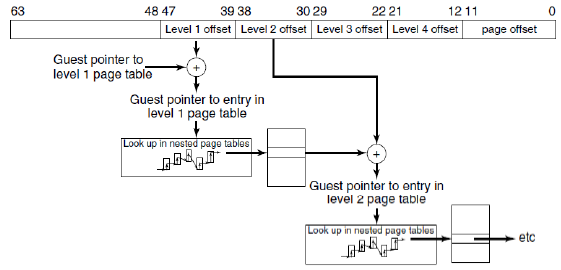 63 48 47 39 38 30 29 22 21 12 11 0
Level 1 offset Level 2 offset Level 3 offset Level 4 offset page offset
Guest pointer to
level 1 page table
+
Guest pointer to entry in
level 1 page table
Look up in nested page tables
+
Guest pointer to entry in
level 2 page table
Look up in nested page tables
etc